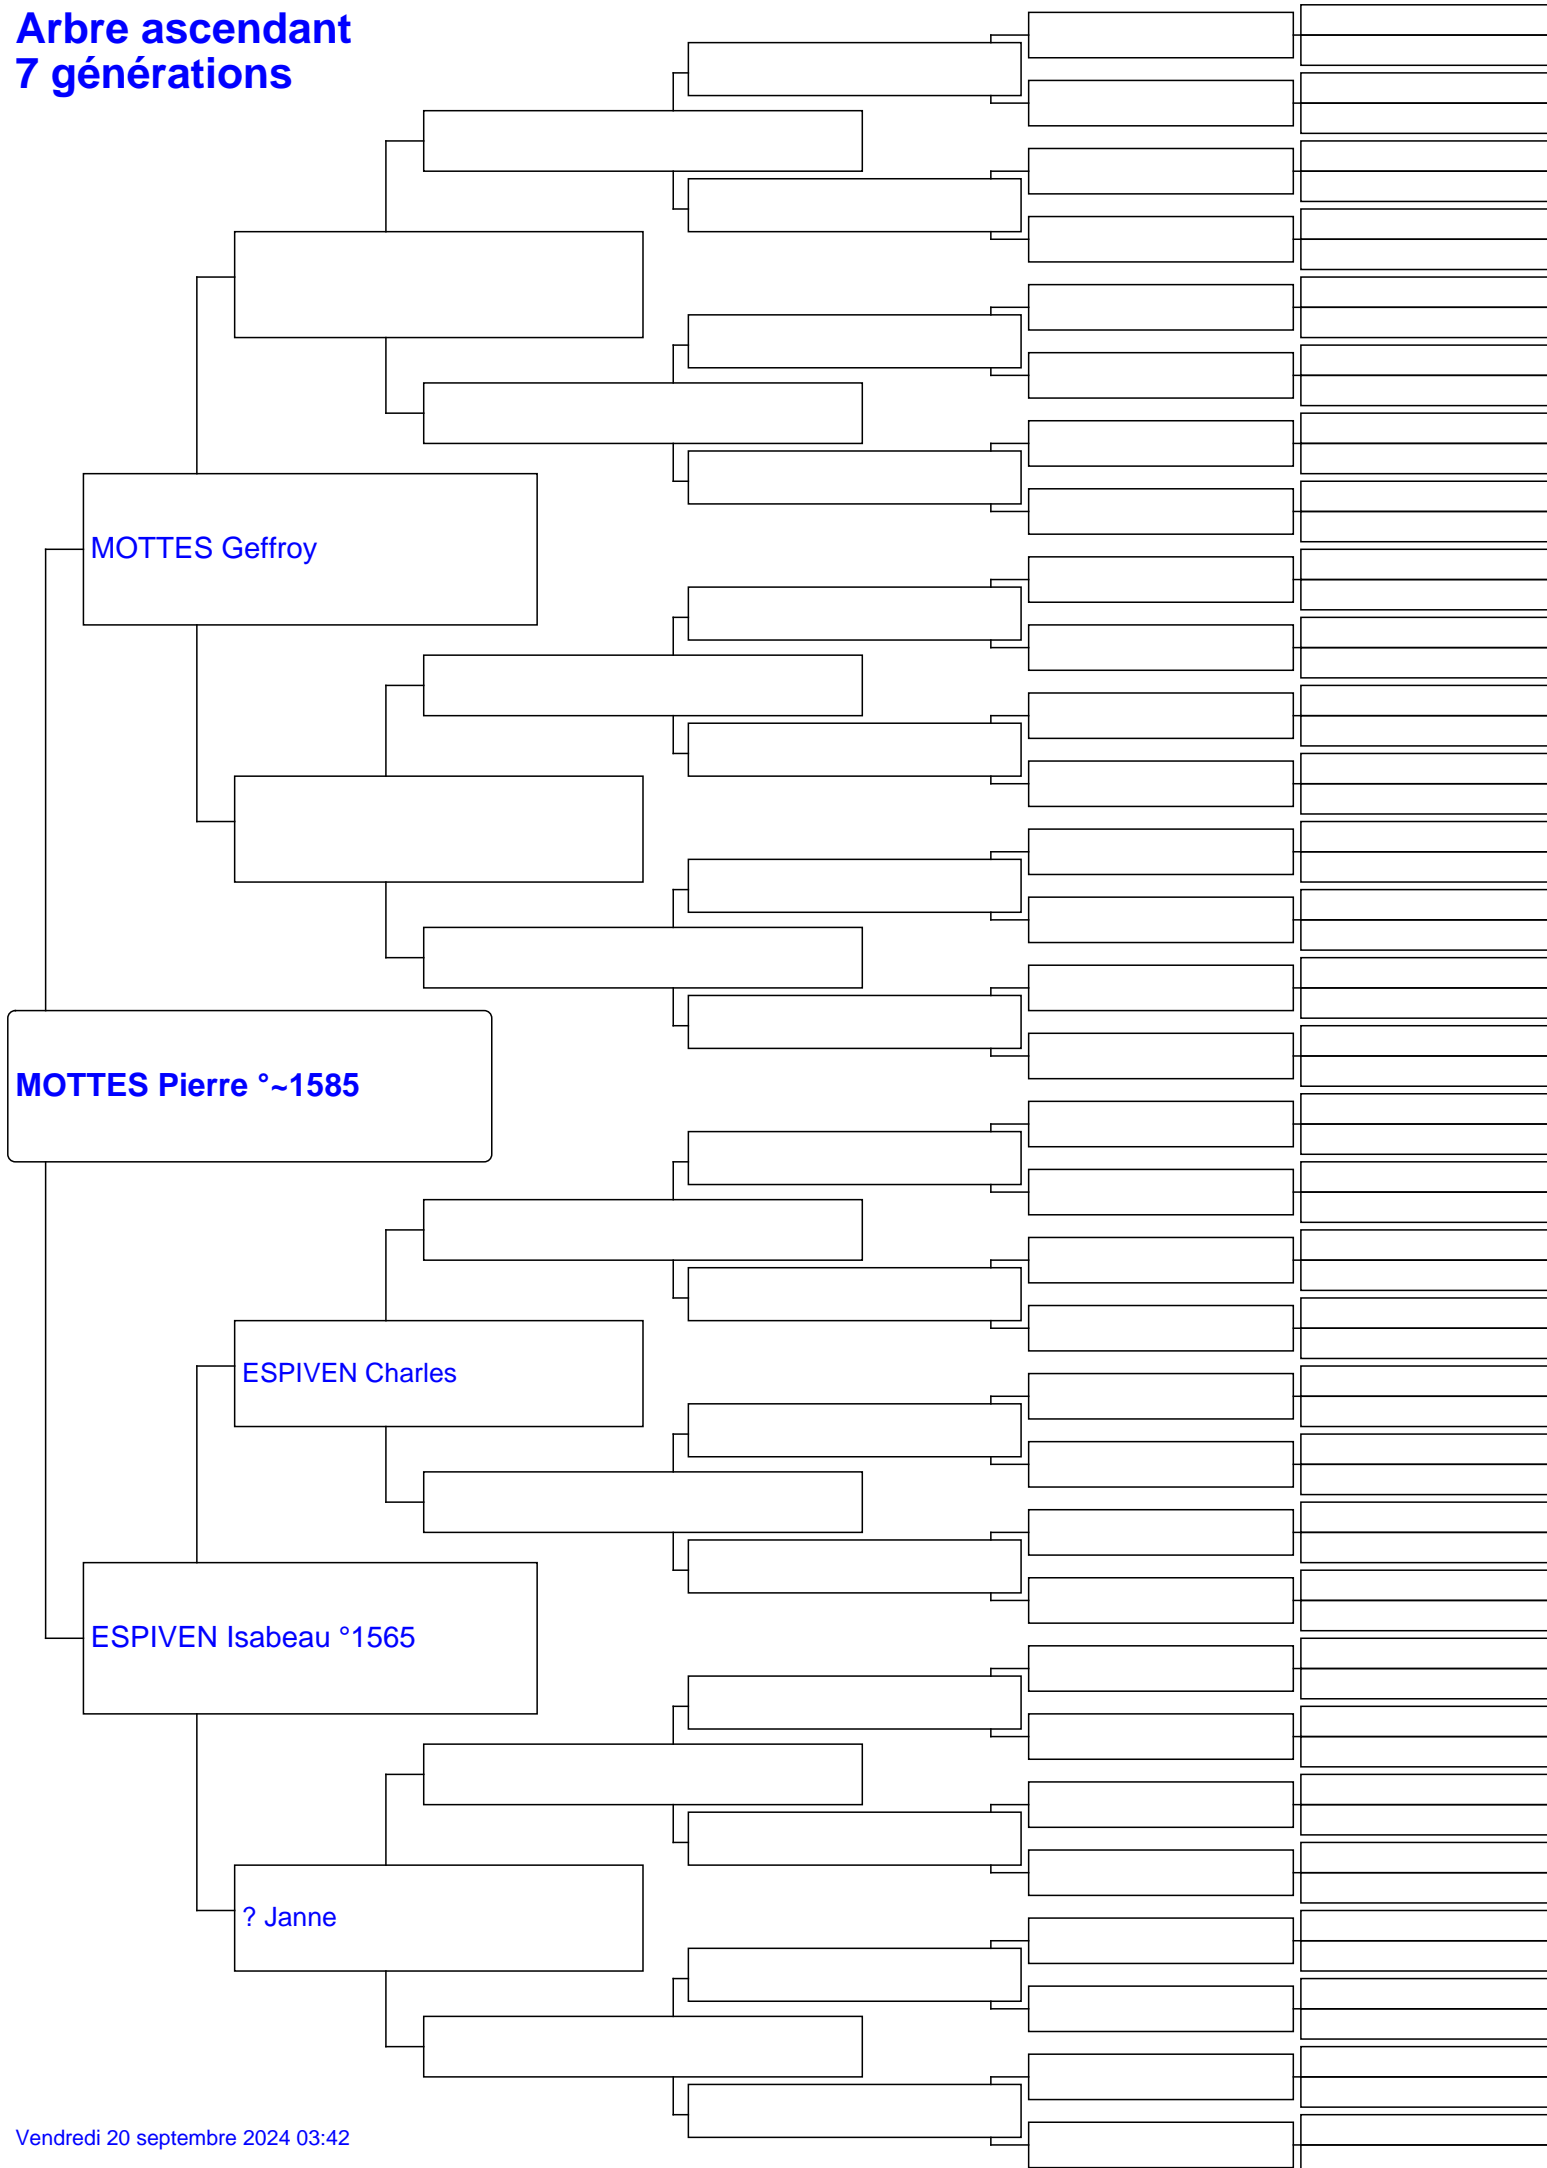 Arbre ascendant
7 générations
MOTTES Geffroy
MOTTES Pierre °~1585
ESPIVEN Charles
ESPIVEN Isabeau °1565
? Janne
Vendredi 20 septembre 2024 03:42